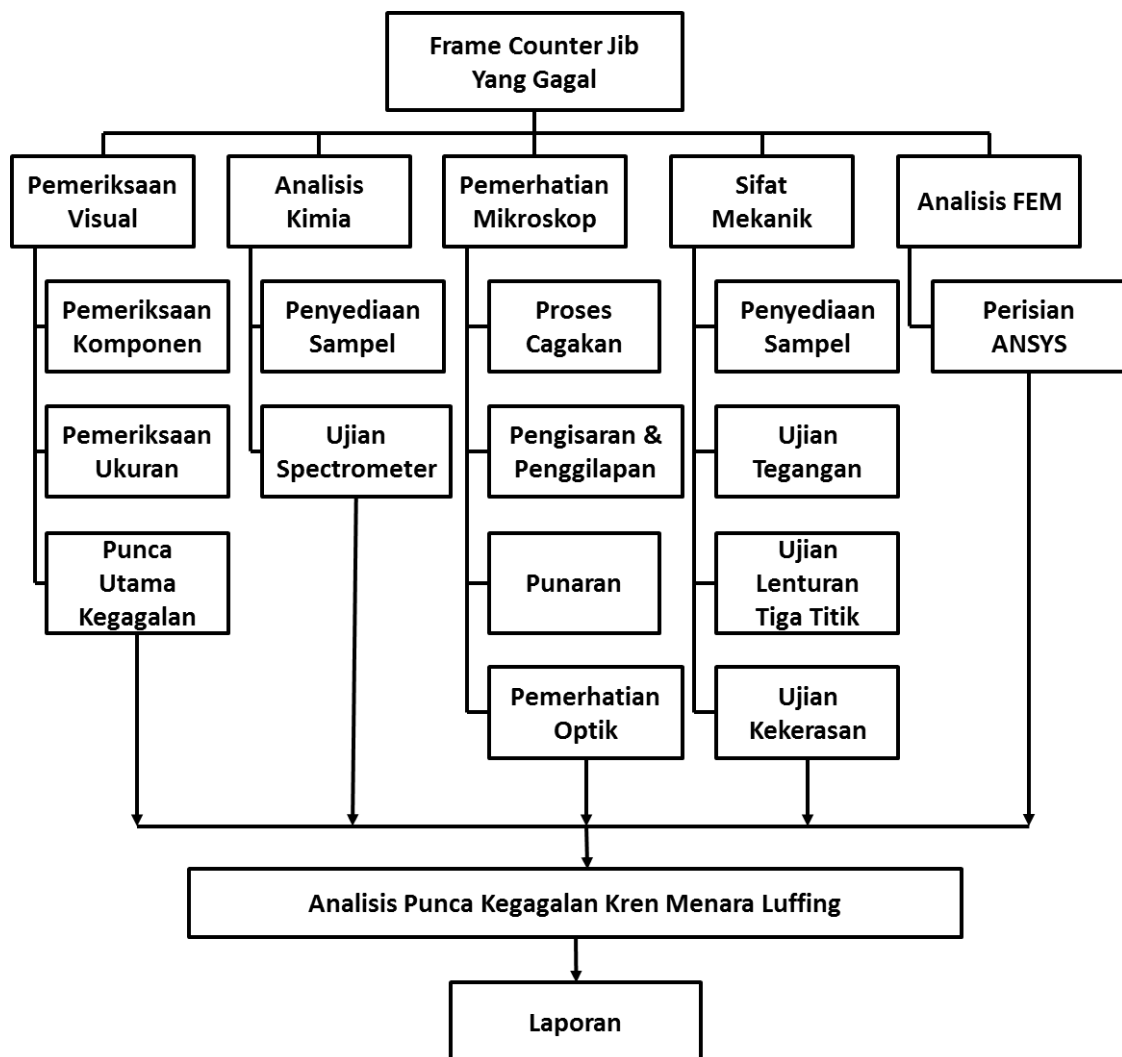 Frame Counter Jib
Yang Gagal
Pemeriksaan
Visual
Analisis
Kimia
Pemerhatian
Mikroskop
Sifat
Mekanik
Analisis FEM
Pemeriksaan
Komponen
Penyediaan
Sampel
Proses
Cagakan
Penyediaan
Sampel
Perisian
ANSYS
Pemeriksaan
Ukuran
Ujian
Spectrometer
Pengisaran &
Penggilapan
Ujian
Tegangan
Punca
Utama
Kegagalan
Punaran
Ujian
Lenturan
Tiga Titik
Pemerhatian
Optik
Ujian
Kekerasan
Analisis Punca Kegagalan Kren Menara Luffing
Laporan